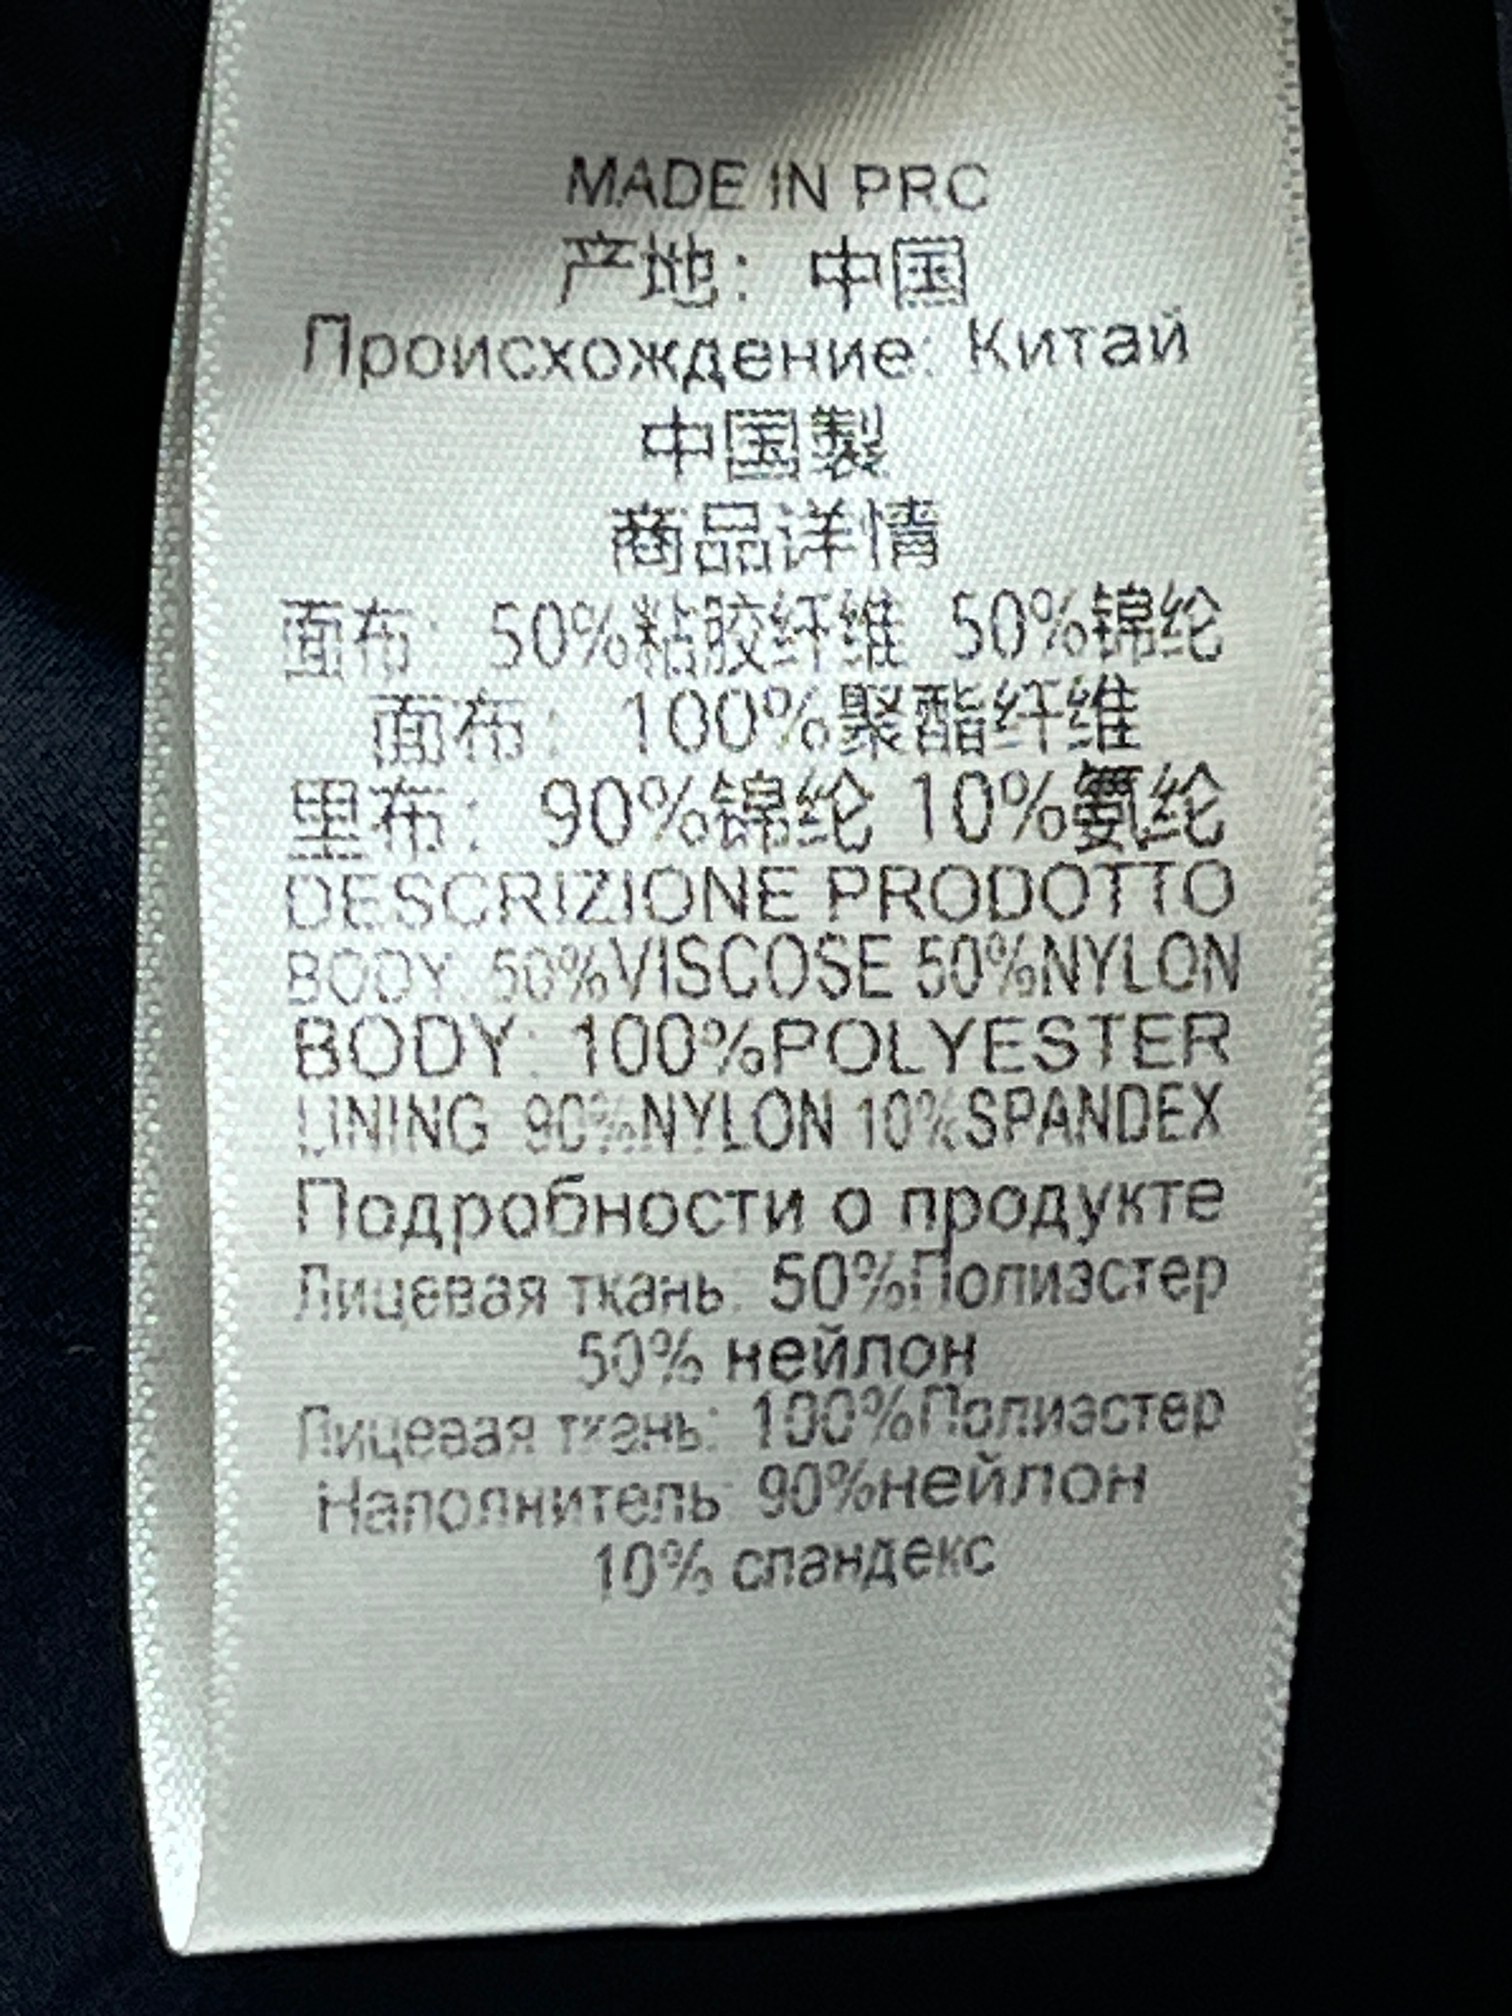 MADE IN PRC
产地：中国
Происхождение: Китай
中国製
商品详情
面布：50%粘胶纤维 50%锦纶
面布：100%聚酯纤维
里布：90%锦纶 10%氨纶
DESCRIZIONE PRODOTTO
BODY: 50%VISCOSE 50%NYLON
BODY: 100%POLYESTER
LINING 90%NYLON 10%SPANDEX
Подробности о продукте
Лицевая ткань: 50%Полиэстер
50% нейлон
Лицевая ткань: 100%Полиэстер
Наполнитель: 90%нейлон
10% спандекс